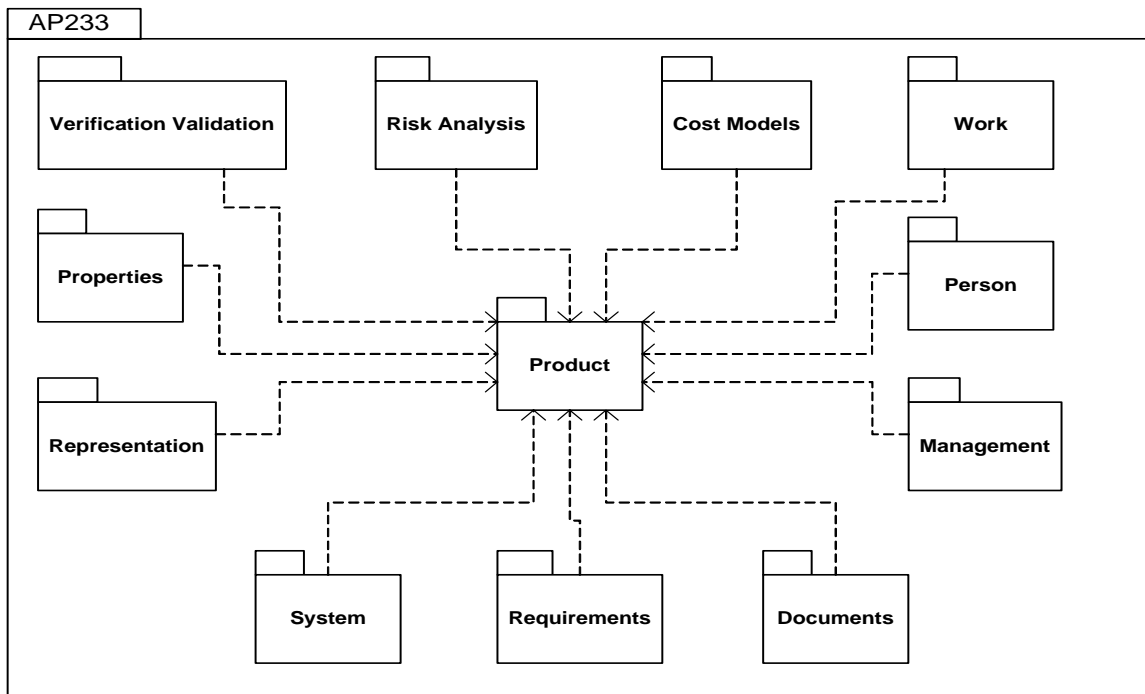 AP233
Verification Validation
Risk Analysis
Cost Models
Work
Properties
Person
Product
Representation
Management
System
Requirements
Documents